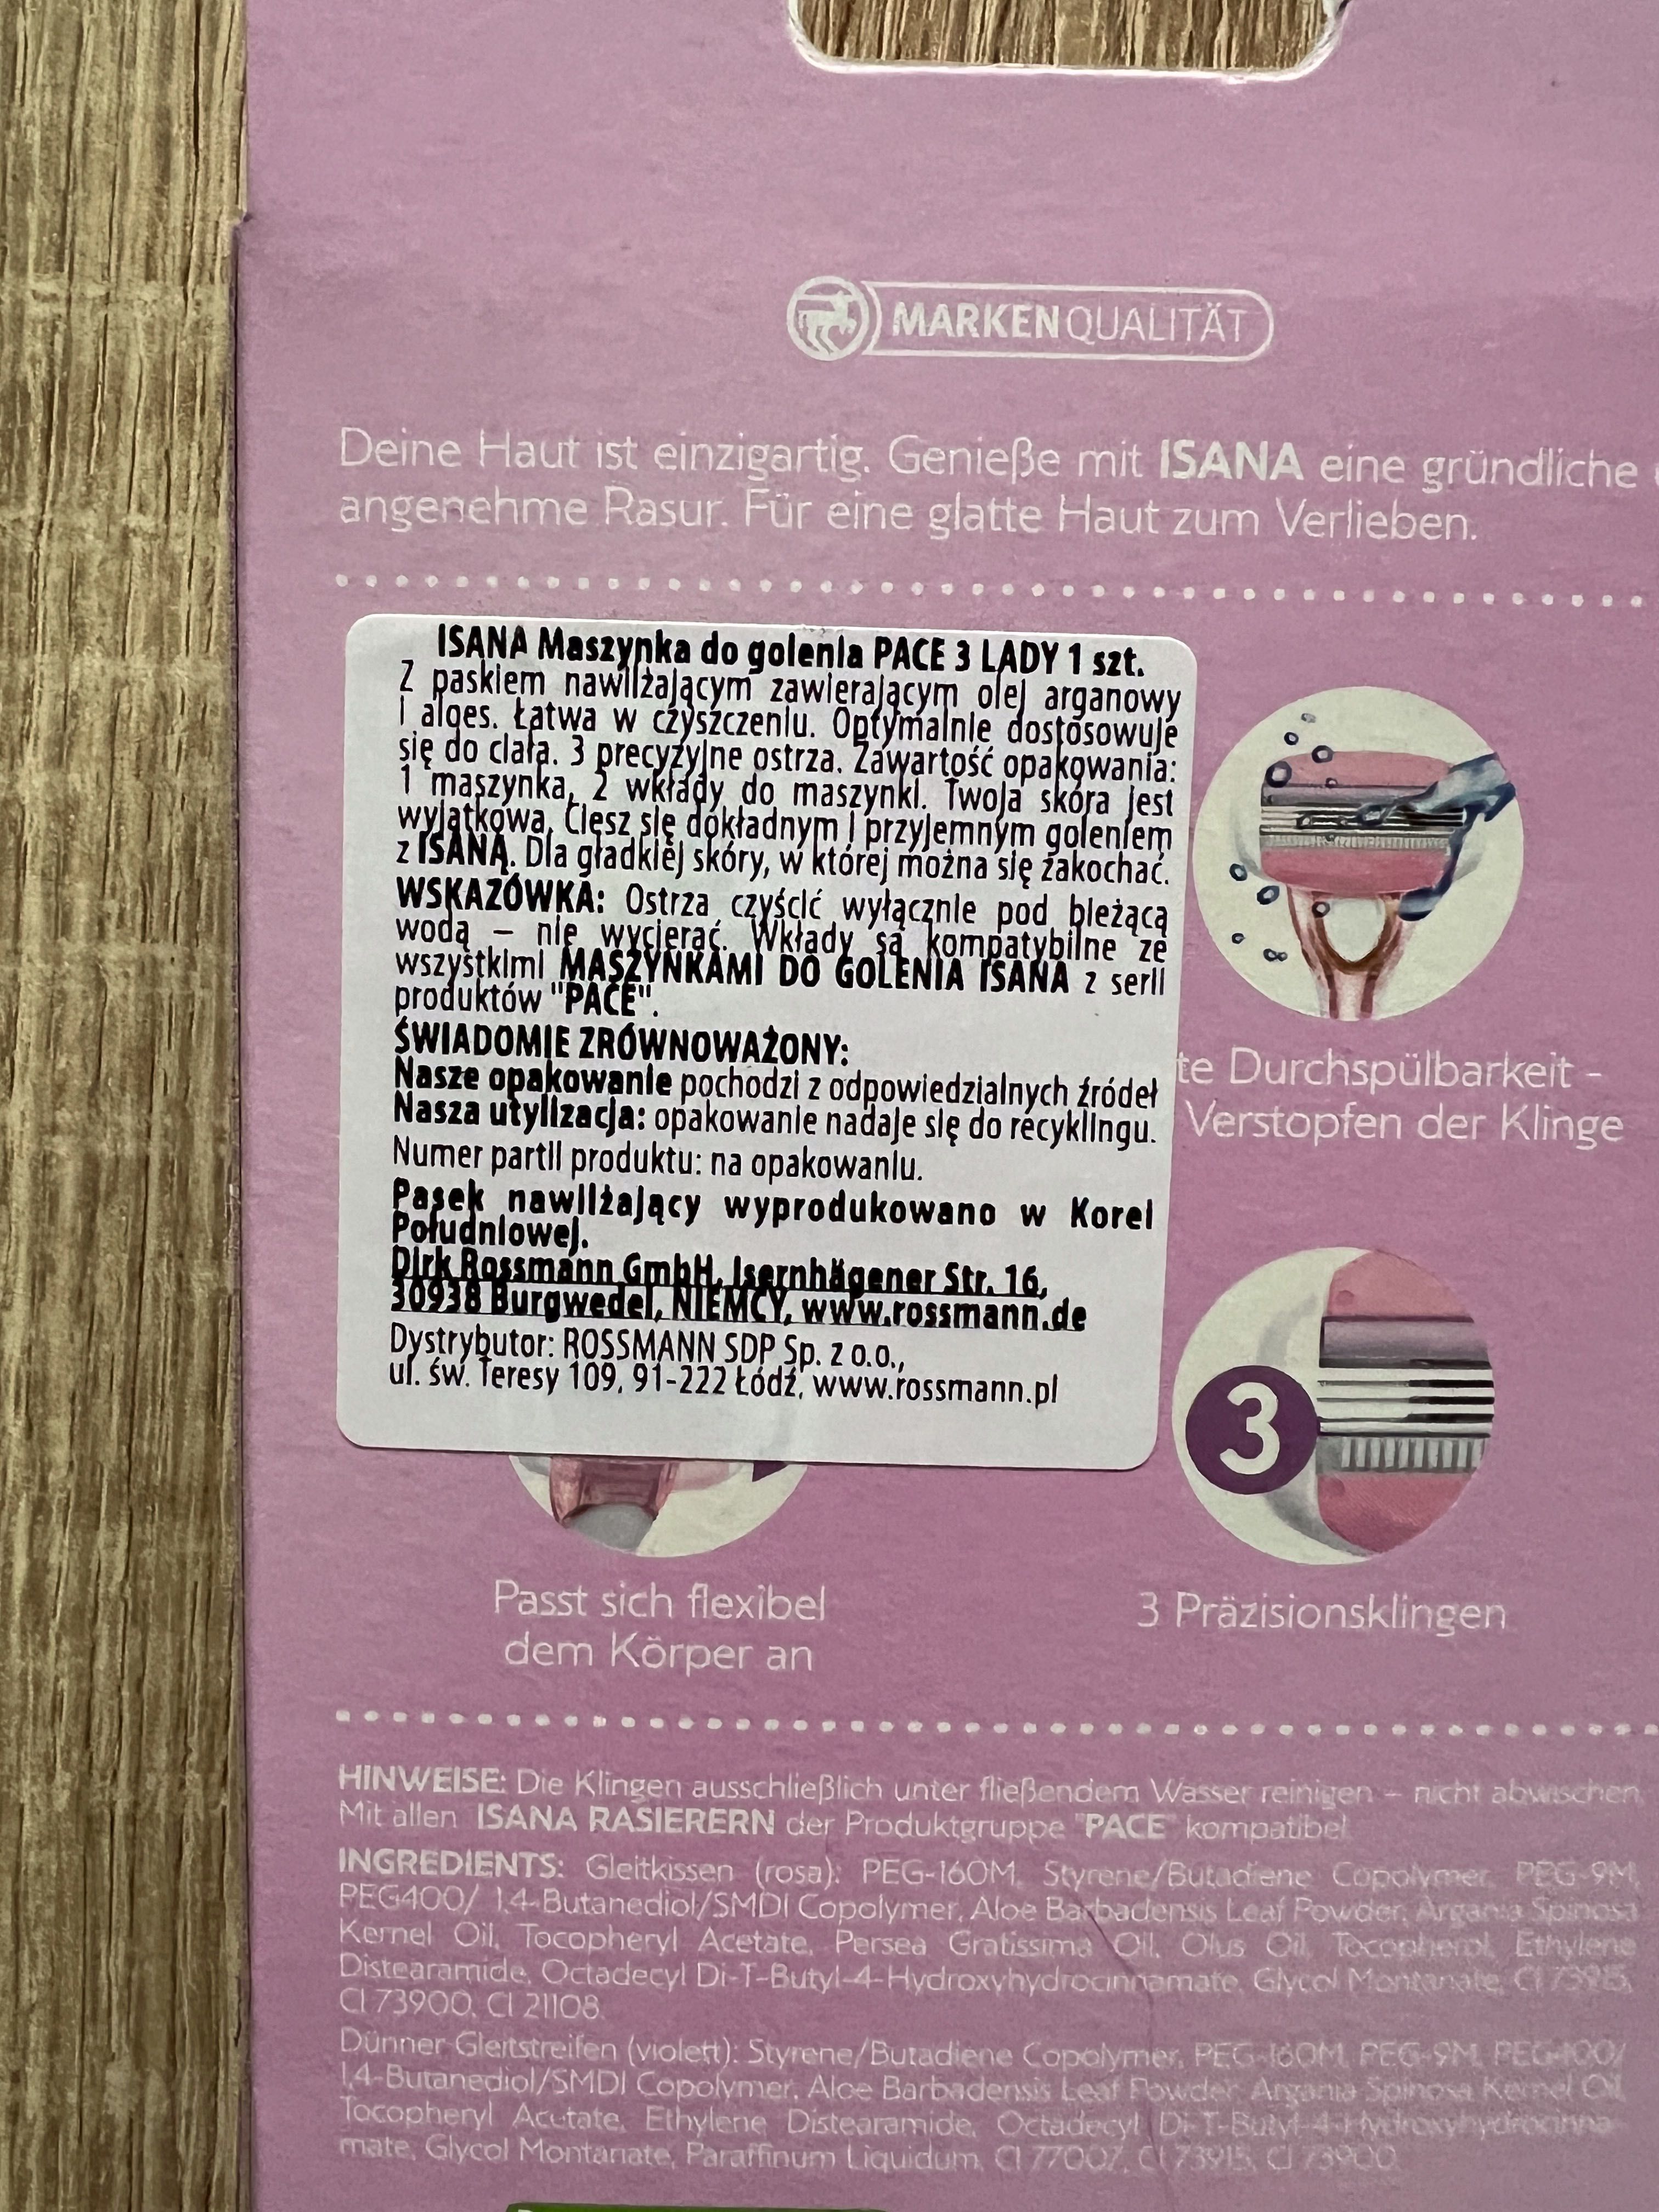 MARKENQUALITÄT
Deine Haut ist einzigartig. Genieße mit ISANA eine gründliche
angenehme Rasur. Für eine glatte Haut zum Verlieben.
ISANA Maszynka do golenia PACE 3 LADY 1 szt.
Z paskiem nawilżającym zawierającym olej arganowy
i alges. Łatwa w czyszczeniu. Optymalnie dostosowuje
się do ciała. 3 precyzyjne ostrza. Zawartość opakowania:
1 maszynka, 2 wkłady do maszynki. Twoja skóra jest
wyjątkowa. Ciesz się dokładnym i przyjemnym goleniem
z ISANĄ. Dla gładkiej skóry, w której można się zakochać.
WSKAZÓWKA: Ostrza czyścić wyłącznie pod bieżącą
wodą – nie wycierać. Wkłady są kompatybilne ze
wszystkimi MASZYNKAMI DO GOLENIA ISANA z serii
produktów "PACE".
ŚWIADOMIE ZRÓWNOWAŻONY:
Nasze opakowanie pochodzi z odpowiedzialnych źródeł
Nasza utylizacja: opakowanie nadaje się do recyklingu.
Numer partii produktu: na opakowaniu.
Pasek nawilżający wyprodukowano w Korei
Południowej.
Dirk Rossmann GmbH, Isernhägener Str. 16,
30938 Burgwedel, NIEMCY, www.rossmann.de
Dystrybutor: ROSSMANN SDP Sp. z o.o.,
ul. św. Teresy 109, 91-222 Łódź, www.rossmann.pl
te Durchspülbarkeit -
Verstopfen der Klinge
3
Passt sich flexibel
dem Körper an
3 Präzisionsklingen
HINWEISE: Die Klingen ausschließlich unter fließendem Wasser reinigen – nicht abwischen.
Mit allen ISANA RASIERERN der Produktgruppe "PACE" kompatibel.
INGREDIENTS: Gleitkissen (rosa): PEG-160M, Styrene/Butadiene Copolymer, PEG-9M,
PEG400/ 1,4-Butanediol/SMDI Copolymer, Aloe Barbadensis Leaf Powder, Argania Spinosa
Kernel Oil, Tocopheryl Acetate, Persea Gratissima Oil, Olus Oil, Tocopherol, Ethylene
Distearamide, Octadecyl Di-T-Butyl-4-Hydroxyhydrocinnamate, Glycol Montanate, CI 73915,
CI 73900, CI 21108.
Dünner Gleitstreifen (violett): Styrene/Butadiene Copolymer, PEG-160M, PEG-9M, PEG-400/
1,4-Butanediol/SMDI Copolymer, Aloe Barbadensis Leaf Powder, Argania Spinosa Kernel Oil,
Tocopheryl Acetate, Ethylene Distearamide, Octadecyl Di-T-Butyl-4-Hydroxyhydrocinna-
mate, Glycol Montanate, Paraffinum Liquidum, CI 77007, CI 73915, CI 73900